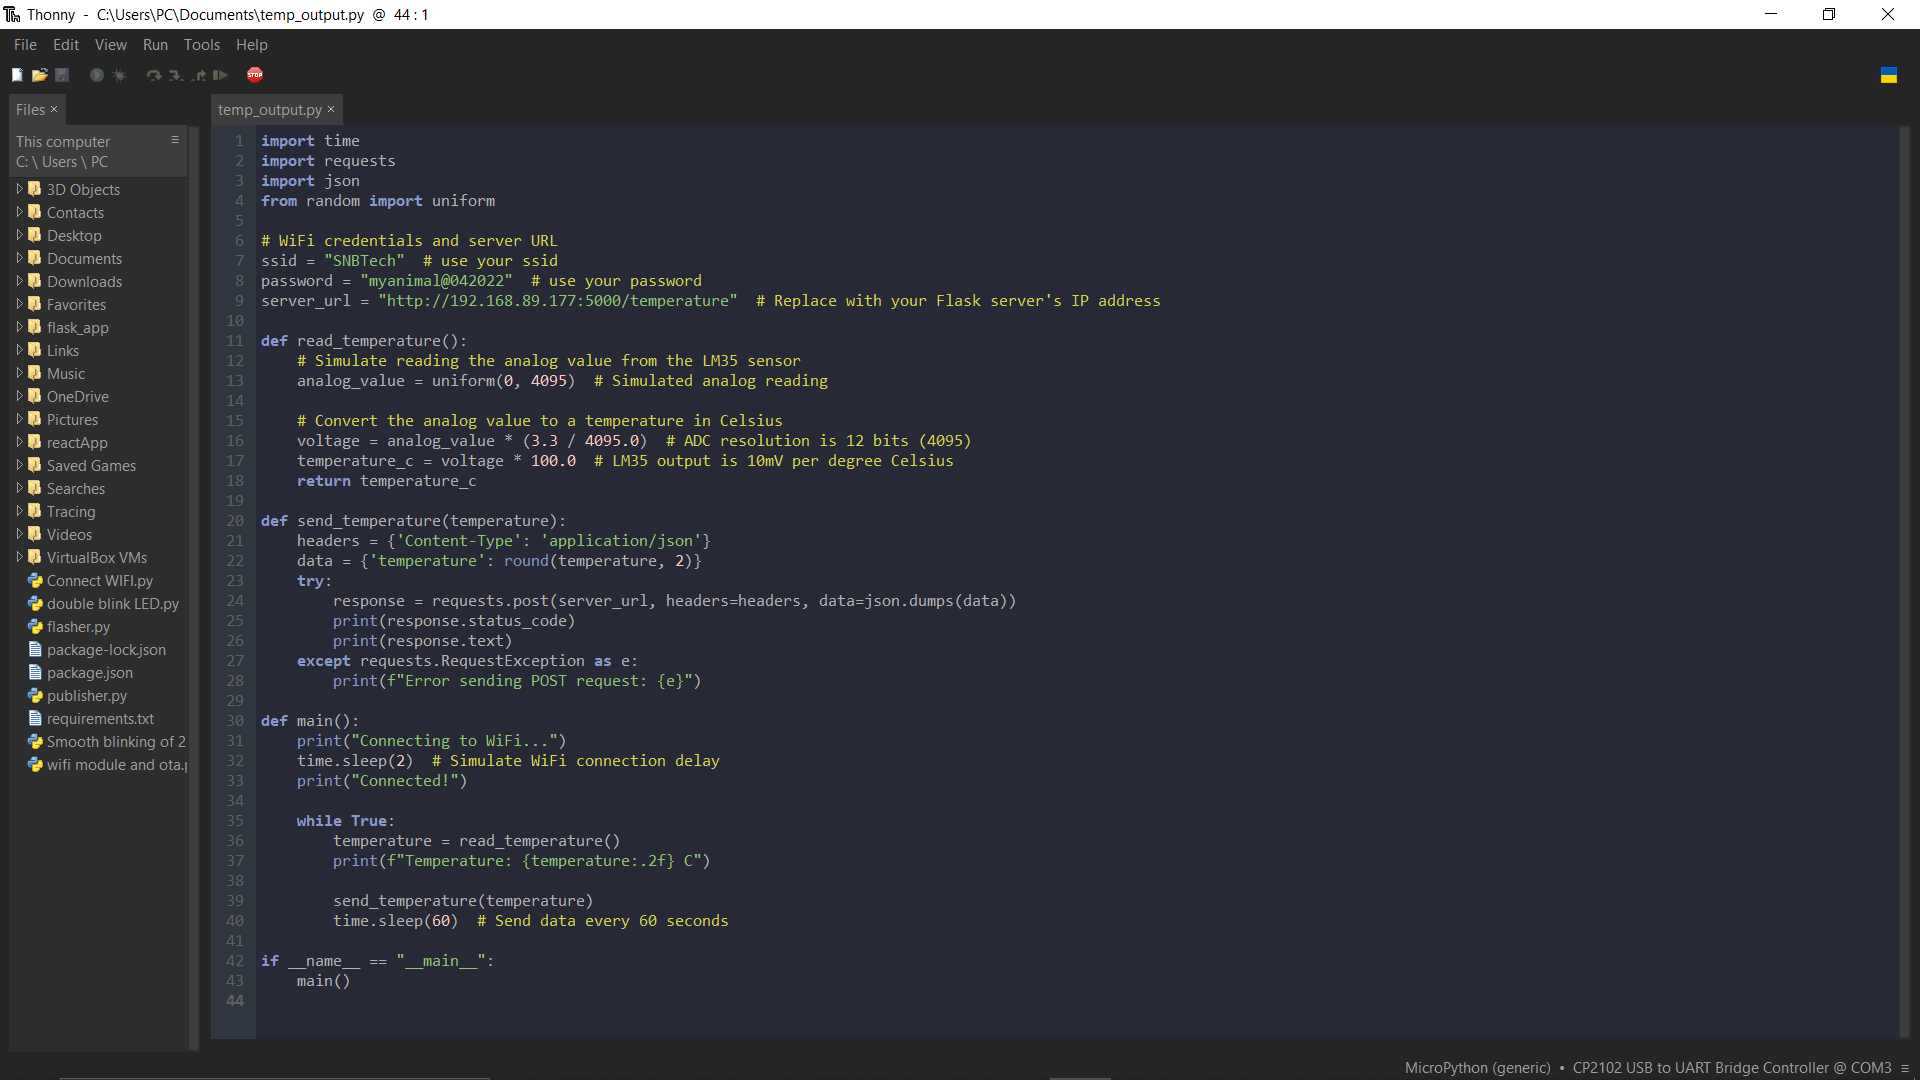 Thonny - C:\Users\PC\Documents\temp_output.py @ 44 : 1
File Edit View Run Tools Help
STOP
Files ×
This computer
C: \ Users \ PC
3D Objects
Contacts
Desktop
Documents
Downloads
Favorites
flask_app
Links
Music
OneDrive
Pictures
reactApp
Saved Games
Searches
Tracing
Videos
VirtualBox VMs
Connect WIFI.py
double blink LED.py
flasher.py
package-lock.json
package.json
publisher.py
requirements.txt
Smooth blinking of 2
wifi module and ota.p
temp_output.py ×
1 import time
2 import requests
3 import json
4 from random import uniform
5
6 # WiFi credentials and server URL
7 ssid = "SNBTech"  # use your ssid
8 password = "myanimal@042022"  # use your password
9 server_url = "http://192.168.89.177:5000/temperature"  # Replace with your Flask server's IP address
10
11 def read_temperature():
12     # Simulate reading the analog value from the LM35 sensor
13     analog_value = uniform(0, 4095)  # Simulated analog reading
14
15     # Convert the analog value to a temperature in Celsius
16     voltage = analog_value * (3.3 / 4095.0)  # ADC resolution is 12 bits (4095)
17     temperature_c = voltage * 100.0  # LM35 output is 10mV per degree Celsius
18     return temperature_c
19
20 def send_temperature(temperature):
21     headers = {'Content-Type': 'application/json'}
22     data = {'temperature': round(temperature, 2)}
23     try:
24         response = requests.post(server_url, headers=headers, data=json.dumps(data))
25         print(response.status_code)
26         print(response.text)
27     except requests.RequestException as e:
28         print(f"Error sending POST request: {e}")
29
30 def main():
31     print("Connecting to WiFi...")
32     time.sleep(2)  # Simulate WiFi connection delay
33     print("Connected!")
34
35     while True:
36         temperature = read_temperature()
37         print(f"Temperature: {temperature:.2f} C")
38
39         send_temperature(temperature)
40         time.sleep(60)  # Send data every 60 seconds
41
42 if __name__ == "__main__":
43     main()
44
MicroPython (generic) • CP2102 USB to UART Bridge Controller @ COM3 ≡